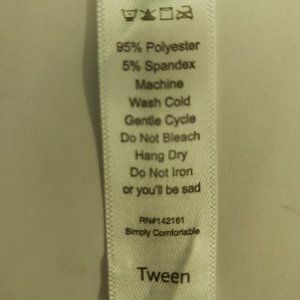 95% Polyester
5% Spandex
Machine
Wash Cold
Gentle Cycle
Do Not Bleach
Hang Dry
Do Not Iron
or you'll be sad
RN#142161
Simply Comfortable
Tween